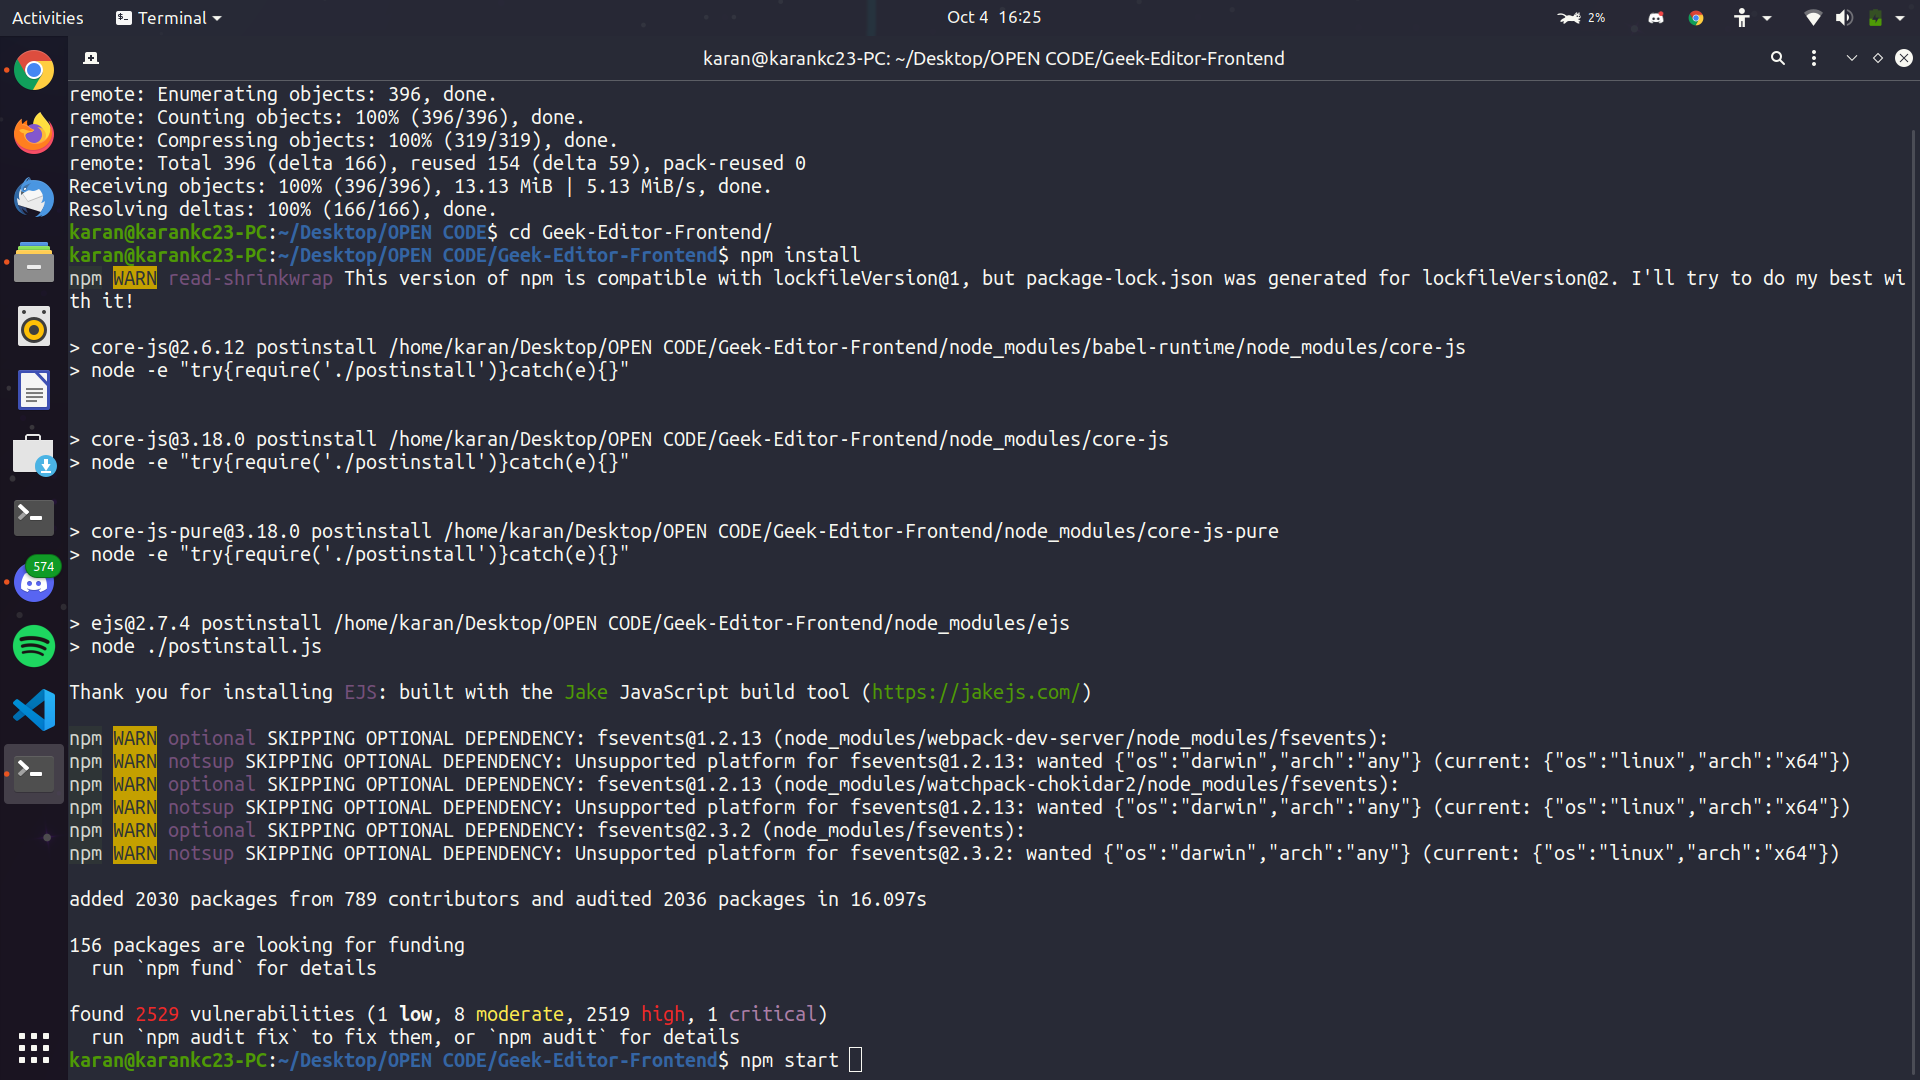 Activities Terminal Oct 4 16:25 2%
karan@karankc23-PC: ~/Desktop/OPEN CODE/Geek-Editor-Frontend
remote: Enumerating objects: 396, done.
remote: Counting objects: 100% (396/396), done.
remote: Compressing objects: 100% (319/319), done.
remote: Total 396 (delta 166), reused 154 (delta 59), pack-reused 0
Receiving objects: 100% (396/396), 13.13 MiB | 5.13 MiB/s, done.
Resolving deltas: 100% (166/166), done.
karan@karankc23-PC:~/Desktop/OPEN CODE$ cd Geek-Editor-Frontend/
karan@karankc23-PC:~/Desktop/OPEN CODE/Geek-Editor-Frontend$ npm install
npm WARN read-shrinkwrap This version of npm is compatible with lockfileVersion@1, but package-lock.json was generated for lockfileVersion@2. I'll try to do my best wi
th it!
> core-js@2.6.12 postinstall /home/karan/Desktop/OPEN CODE/Geek-Editor-Frontend/node_modules/babel-runtime/node_modules/core-js
> node -e "try{require('./postinstall')}catch(e){}"
> core-js@3.18.0 postinstall /home/karan/Desktop/OPEN CODE/Geek-Editor-Frontend/node_modules/core-js
> node -e "try{require('./postinstall')}catch(e){}"
> core-js-pure@3.18.0 postinstall /home/karan/Desktop/OPEN CODE/Geek-Editor-Frontend/node_modules/core-js-pure
> node -e "try{require('./postinstall')}catch(e){}"
574
> ejs@2.7.4 postinstall /home/karan/Desktop/OPEN CODE/Geek-Editor-Frontend/node_modules/ejs
> node ./postinstall.js
Thank you for installing EJS: built with the Jake JavaScript build tool (https://jakejs.com/)
npm WARN optional SKIPPING OPTIONAL DEPENDENCY: fsevents@1.2.13 (node_modules/webpack-dev-server/node_modules/fsevents):
npm WARN notsup SKIPPING OPTIONAL DEPENDENCY: Unsupported platform for fsevents@1.2.13: wanted {"os":"darwin","arch":"any"} (current: {"os":"linux","arch":"x64"})
npm WARN optional SKIPPING OPTIONAL DEPENDENCY: fsevents@1.2.13 (node_modules/watchpack-chokidar2/node_modules/fsevents):
npm WARN notsup SKIPPING OPTIONAL DEPENDENCY: Unsupported platform for fsevents@1.2.13: wanted {"os":"darwin","arch":"any"} (current: {"os":"linux","arch":"x64"})
npm WARN optional SKIPPING OPTIONAL DEPENDENCY: fsevents@2.3.2 (node_modules/fsevents):
npm WARN notsup SKIPPING OPTIONAL DEPENDENCY: Unsupported platform for fsevents@2.3.2: wanted {"os":"darwin","arch":"any"} (current: {"os":"linux","arch":"x64"})
added 2030 packages from 789 contributors and audited 2036 packages in 16.097s
156 packages are looking for funding
  run `npm fund` for details
found 2529 vulnerabilities (1 low, 8 moderate, 2519 high, 1 critical)
  run `npm audit fix` to fix them, or `npm audit` for details
karan@karankc23-PC:~/Desktop/OPEN CODE/Geek-Editor-Frontend$ npm start